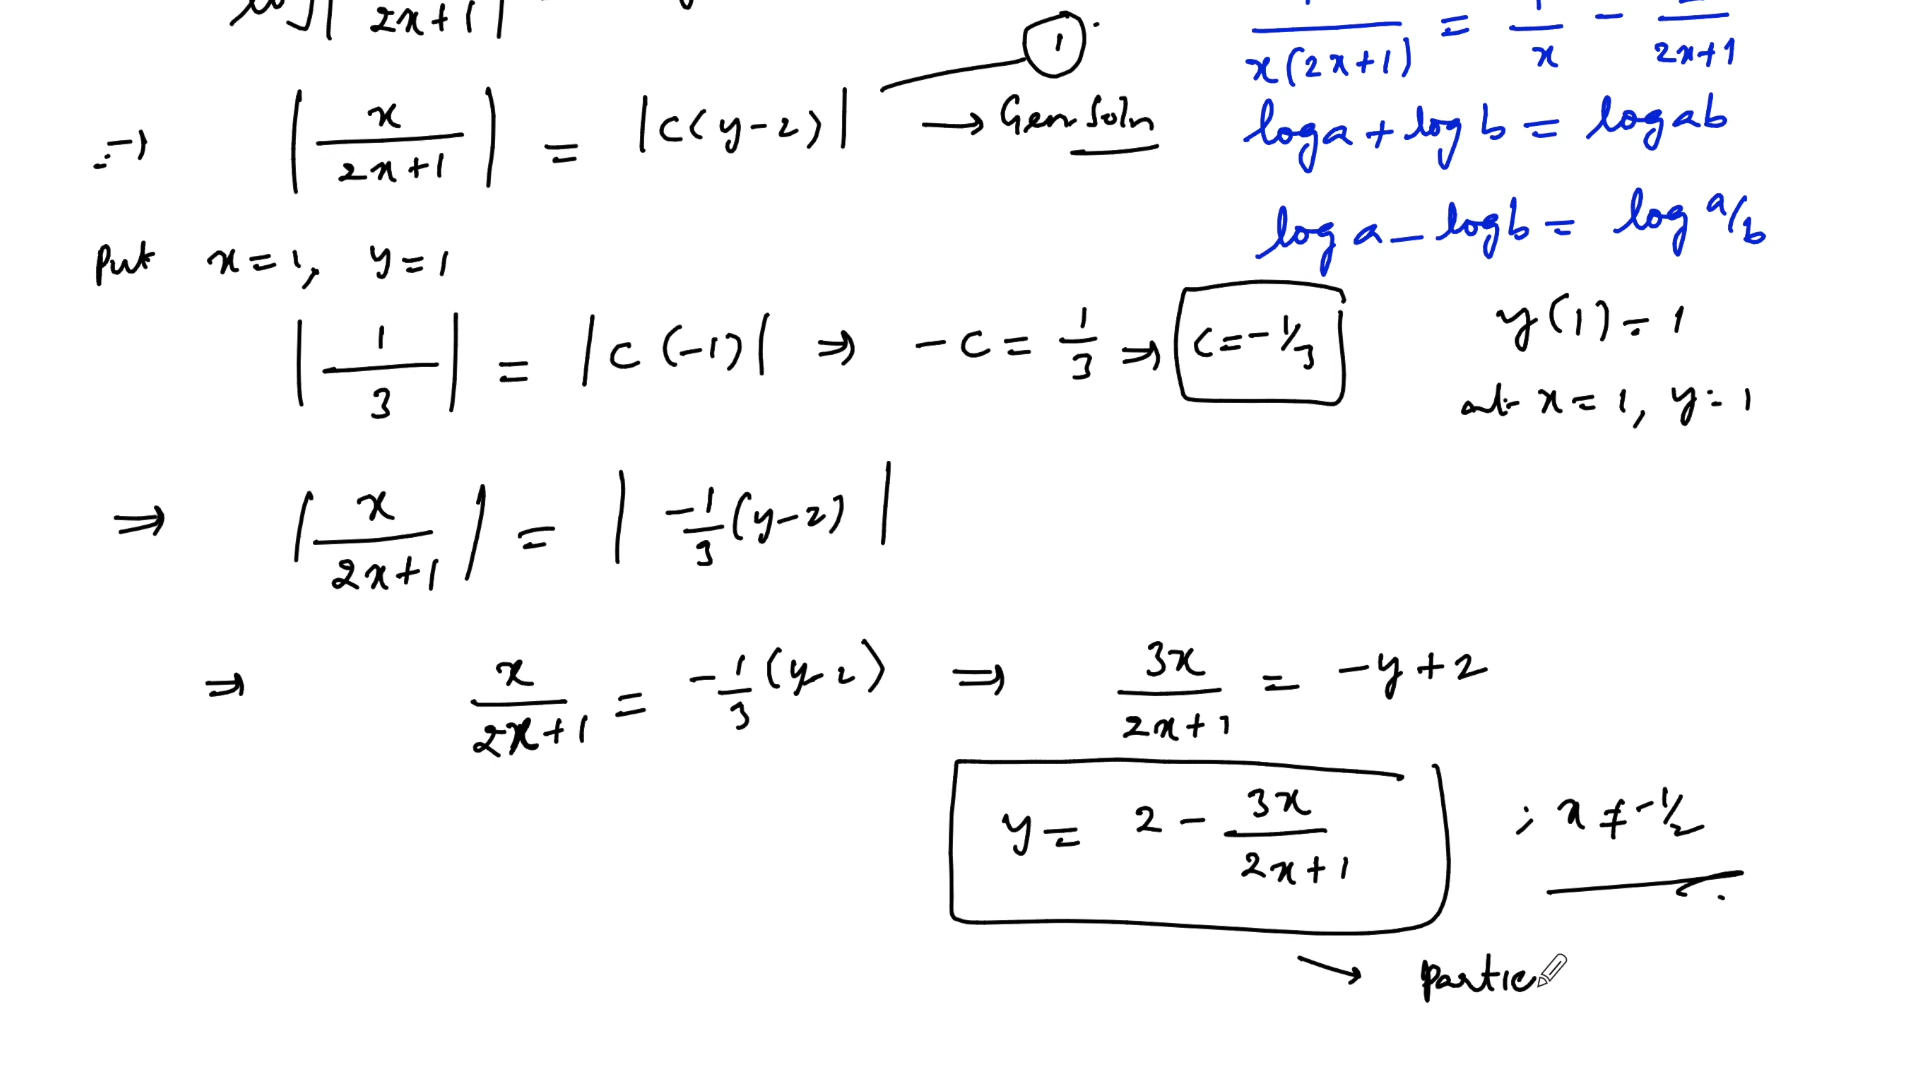 2x+1
x(2x+1) = x - 2x+1
1
|x/(2x+1)| = |c(y-2)| → Gen. Soln
log a + log b = log ab
log a - log b = log a/b
Put x=1, y=1
|1/3| = |c(-1)| ⇒ -c = 1/3 ⇒ c=-1/3
y(1)=1
at x=1, y=1
⇒ |x/(2x+1)| = |-1/3(y-2)|
⇒ x/(2x+1) = -1/3(y-2) ⇒ 3x/(2x+1) = -y+2
y = 2 - 3x/(2x+1) ; x ≠ -1/2
→ partic